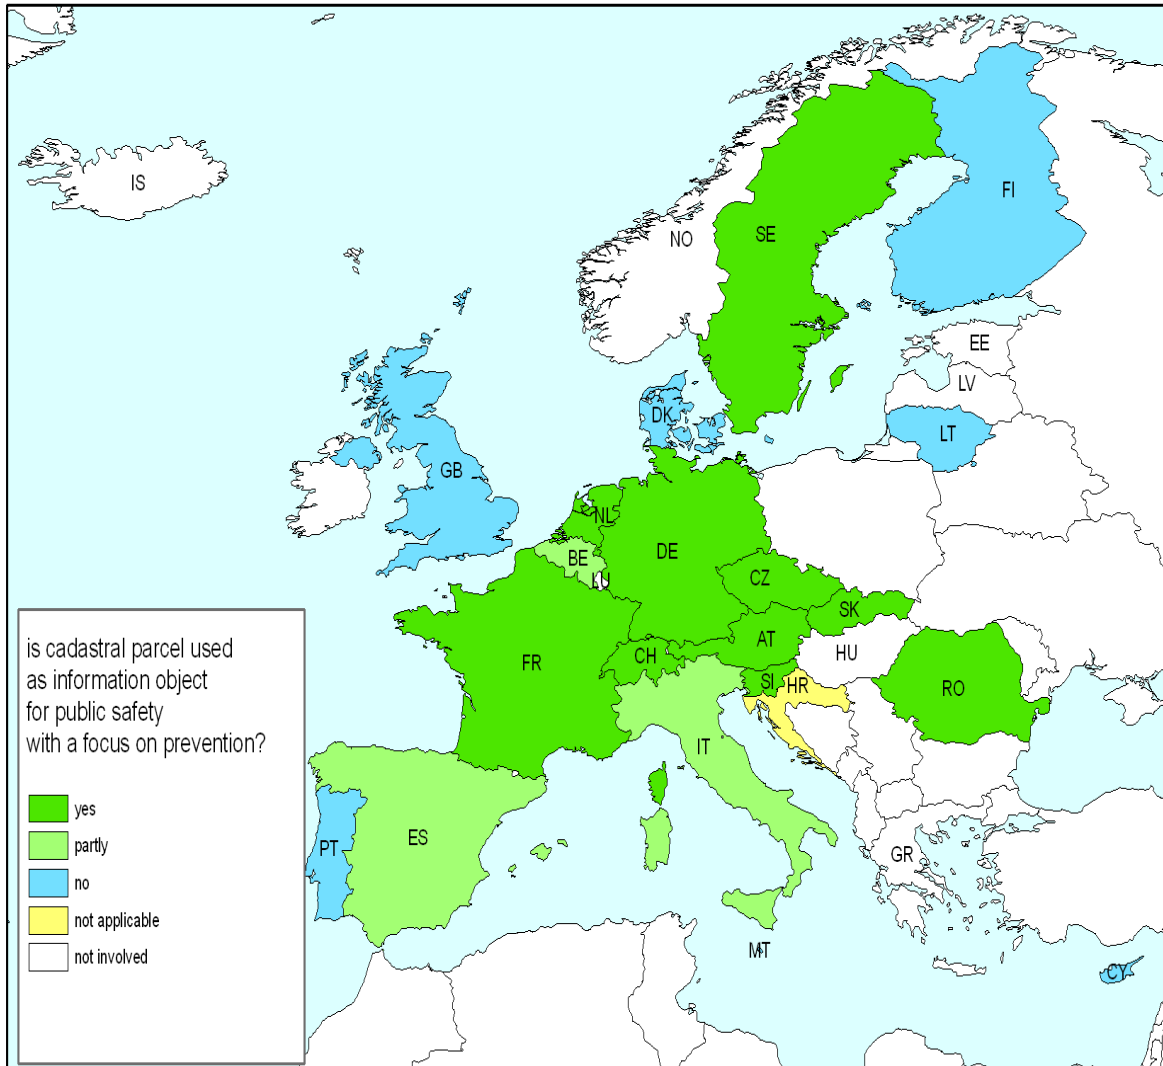 IS
FI
NO
SE
EE
LV
DK
LT
GB
NL
DE
BE
LU
CZ
SK
AT
HU
FR
CH
SI
HR
RO
IT
ES
PT
GR
MT
CY
is cadastral parcel used
as information object
for public safety
with a focus on prevention?
yes
partly
no
not applicable
not involved